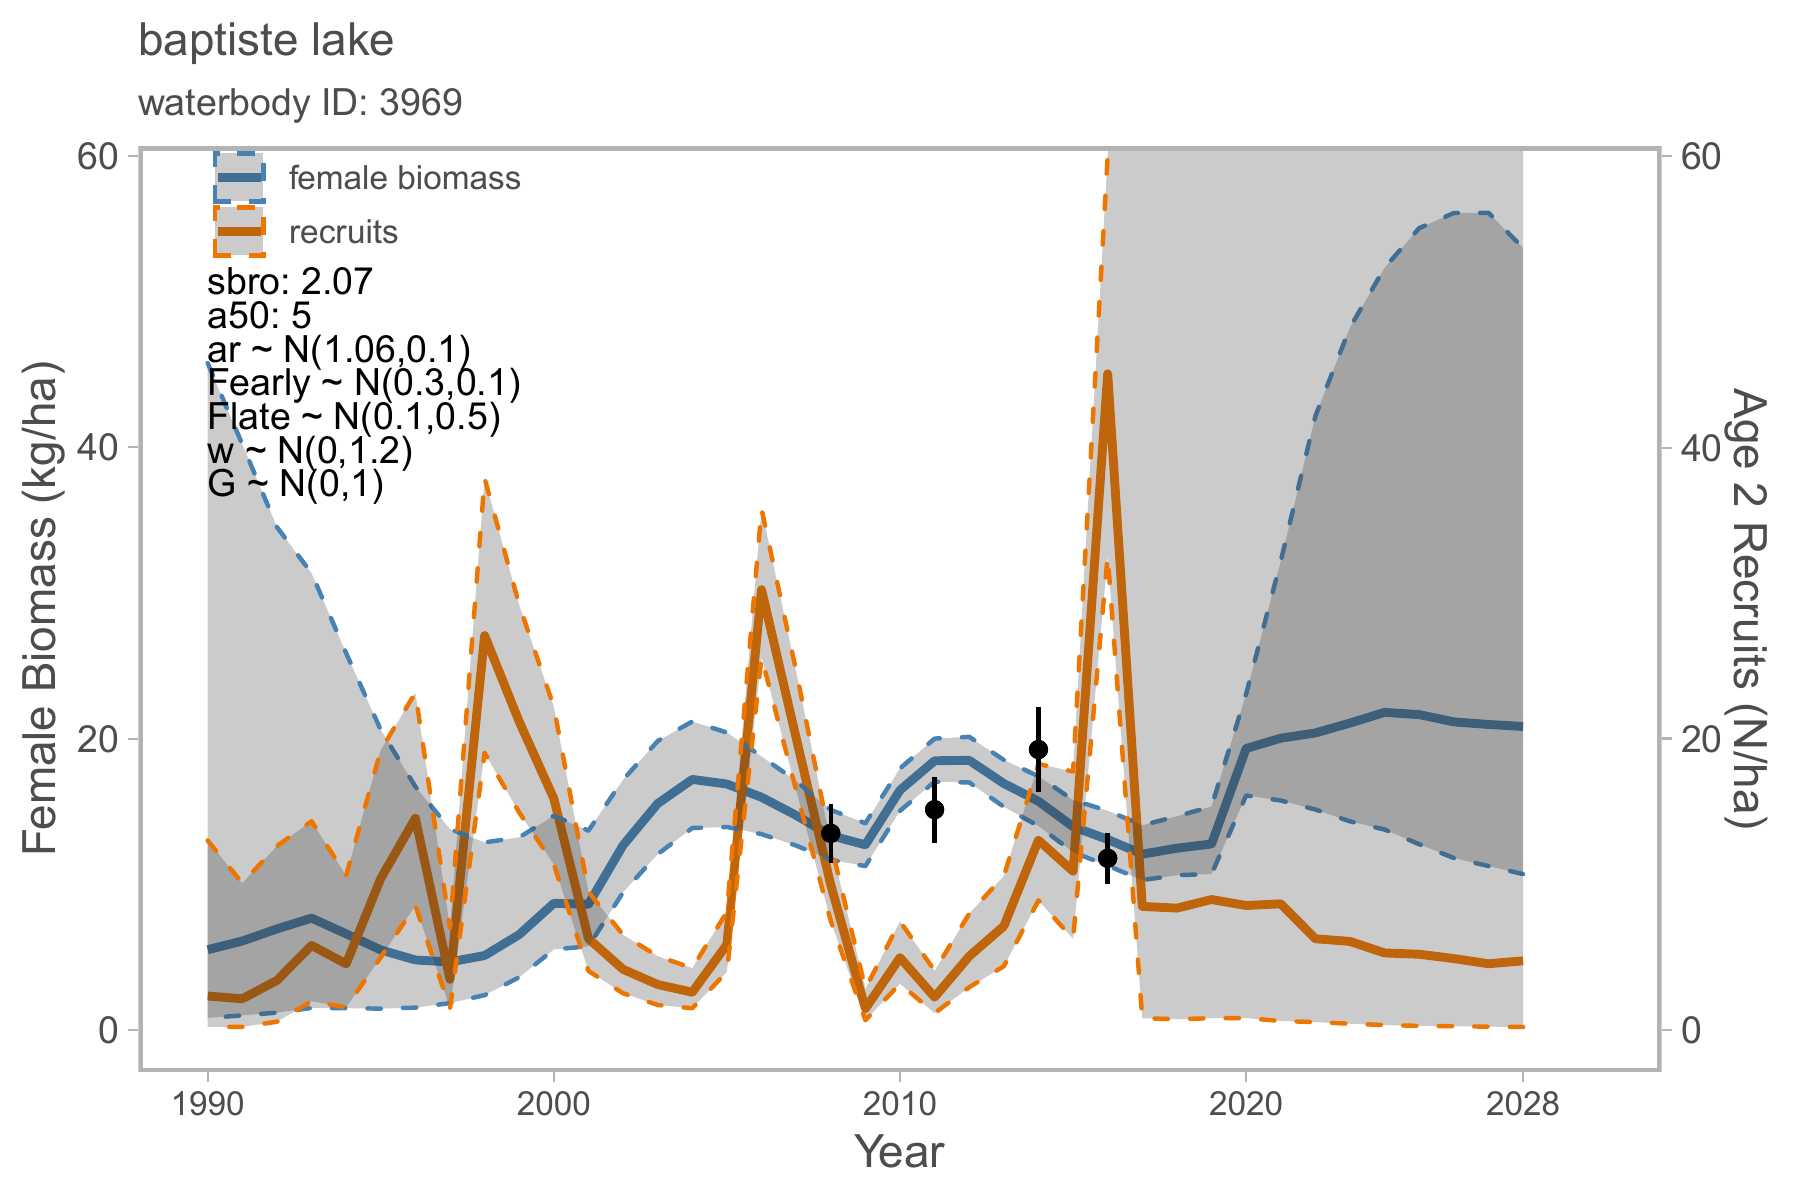 baptiste lake
waterbody ID: 3969
female biomass
recruits
sbro: 2.07
a50: 5
ar ~ N(1.06,0.1)
Fearly ~ N(0.3,0.1)
Flate ~ N(0.1,0.5)
w ~ N(0,1.2)
G ~ N(0,1)
Female Biomass (kg/ha)
60
40
20
0
60
40
20
0
Age 2 Recruits (N/ha)
1990 2000 2010 2020 2028
Year